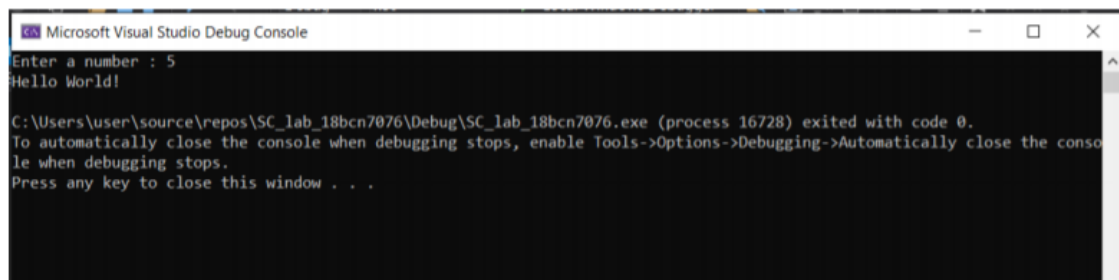 Microsoft Visual Studio Debug Console
Enter a number : 5
Hello World!
C:\Users\user\source\repos\SC_lab_18bcn7076\Debug\SC_lab_18bcn7076.exe (process 16728) exited with code 0.
To automatically close the console when debugging stops, enable Tools->Options->Debugging->Automatically close the conso
le when debugging stops.
Press any key to close this window . . .